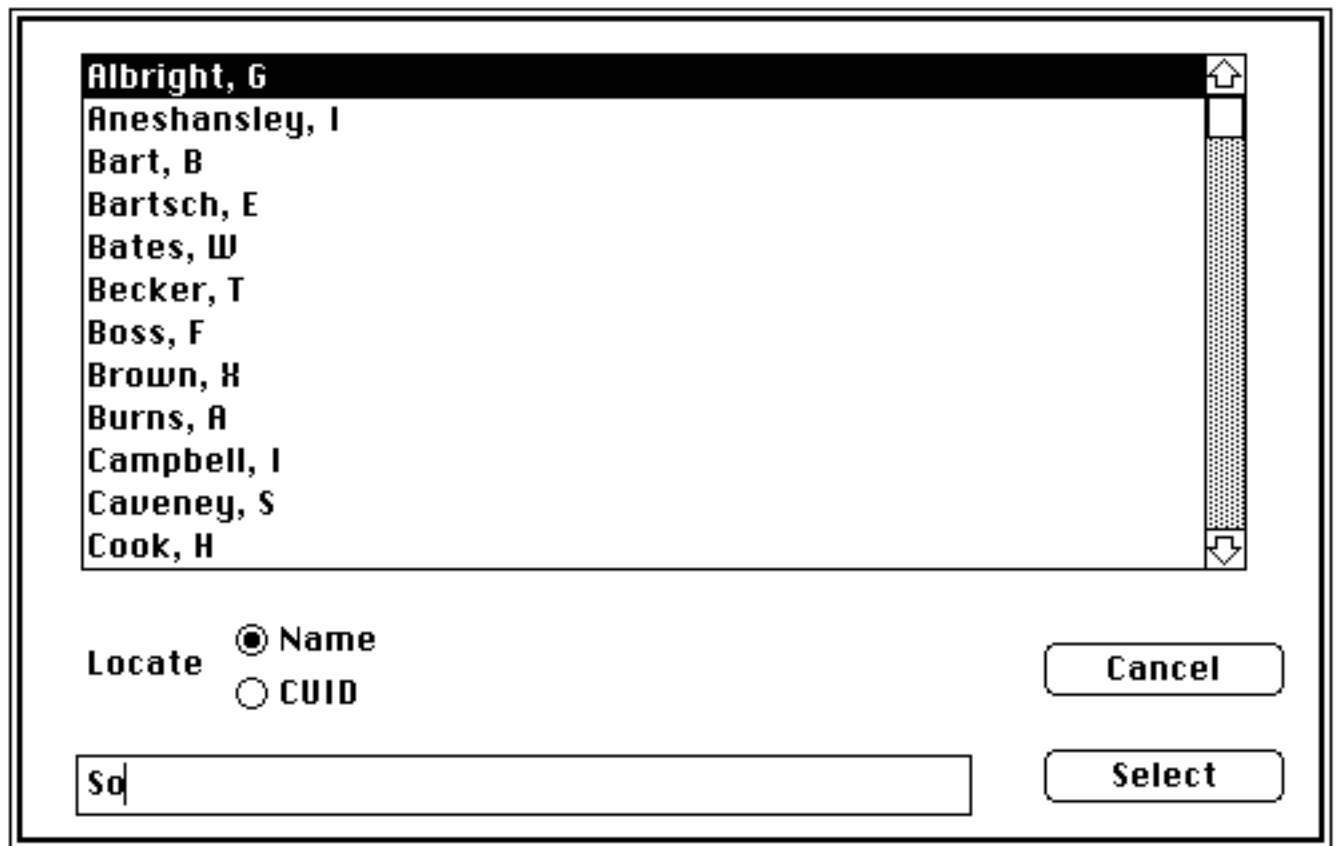 Albright, G
Aneshansley, I
Bart, B
Bartsch, E
Bates, W
Becker, T
Boss, F
Brown, X
Burns, A
Campbell, I
Caveney, S
Cook, H
Locate
Name
CUID
Cancel
So
Select